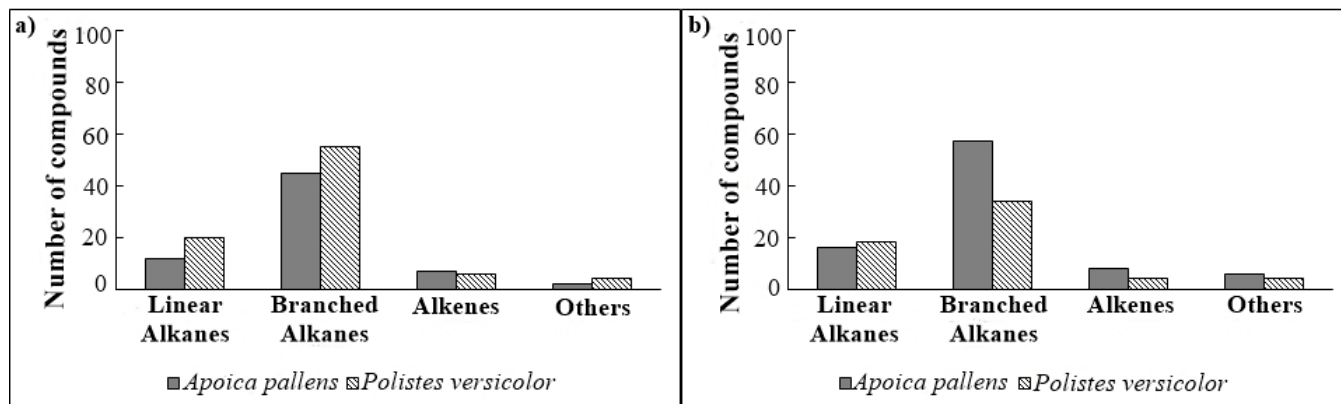 a)
Number of compounds
100
80
60
40
20
0
Linear Alkanes
Branched Alkanes
Alkenes
Others
Apoica pallens Polistes versicolor
b)
Number of compounds
100
80
60
40
20
0
Linear Alkanes
Branched Alkanes
Alkenes
Others
Apoica pallens Polistes versicolor